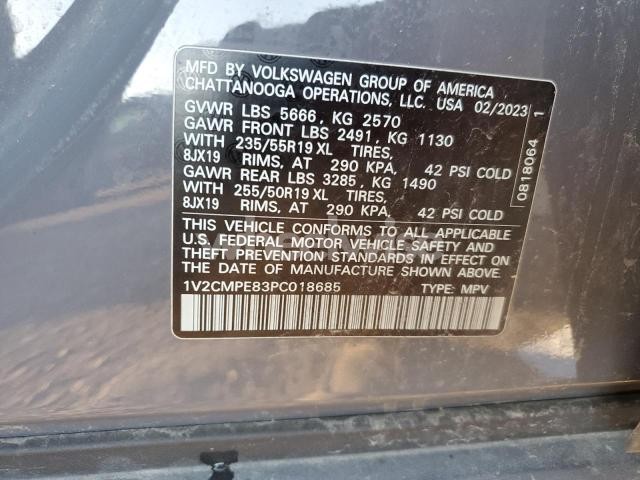 MFD BY VOLKSWAGEN GROUP OF AMERICA
CHATTANOOGA OPERATIONS, LLC. USA 02/2023
GVWR LBS 5666, KG 2570
GAWR FRONT LBS 2491, KG 1130
WITH 235/55R19 XL TIRES,
8JX19 RIMS, AT 290 KPA, 42 PSI COLD
GAWR REAR LBS 3285, KG 1490
WITH 255/50R19 XL TIRES,
8JX19 RIMS, AT 290 KPA, 42 PSI COLD
THIS VEHICLE CONFORMS TO ALL APPLICABLE
U.S. FEDERAL MOTOR VEHICLE SAFETY AND
THEFT PREVENTION STANDARDS IN EFFECT ON
THE DATE OF MANUFACTURE SHOWN ABOVE.
1V2CMPE83PC018685 TYPE: MPV
0818064 1